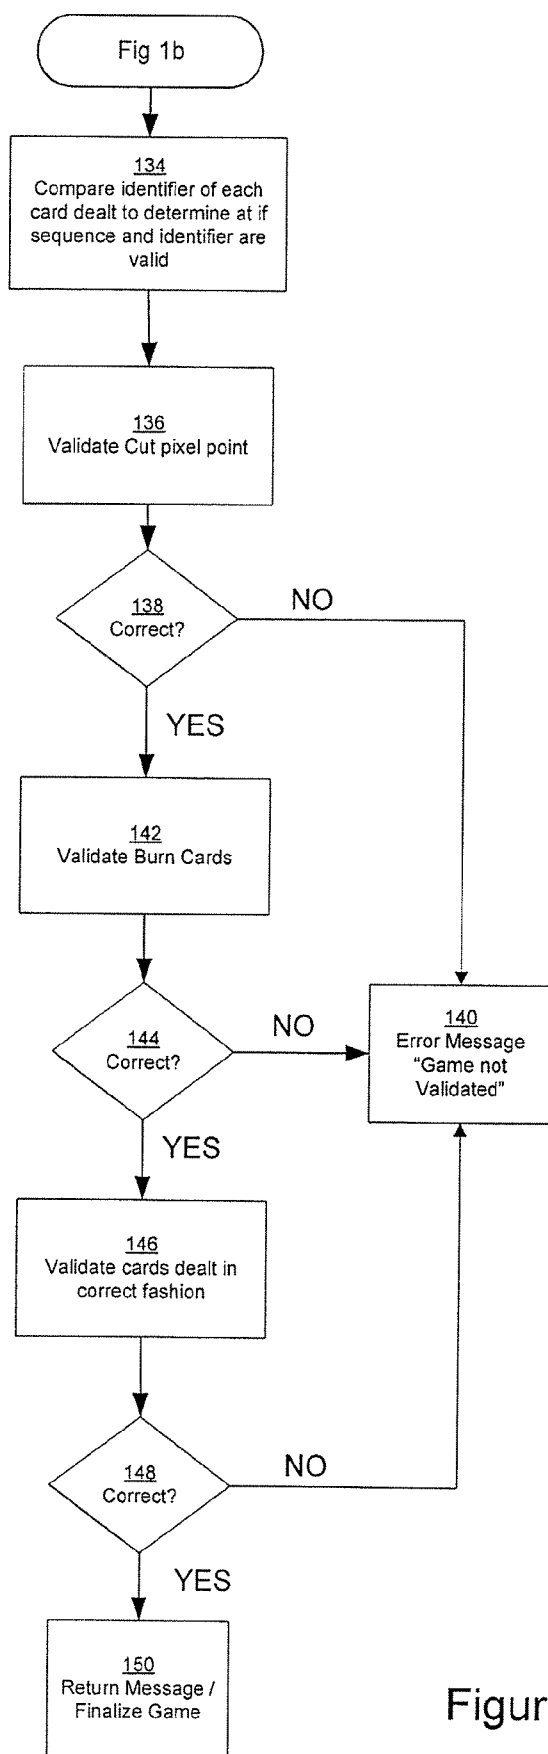 Fig 1b
134
Compare identifier of each
card dealt to determine at if
sequence and identifier are
valid
136
Validate Cut pixel point
138
Correct?
NO
YES
142
Validate Burn Cards
144
Correct?
NO
140
Error Message
“Game not
Validated”
YES
146
Validate cards dealt in
correct fashion
148
Correct?
NO
YES
150
Return Message /
Finalize Game
Figur